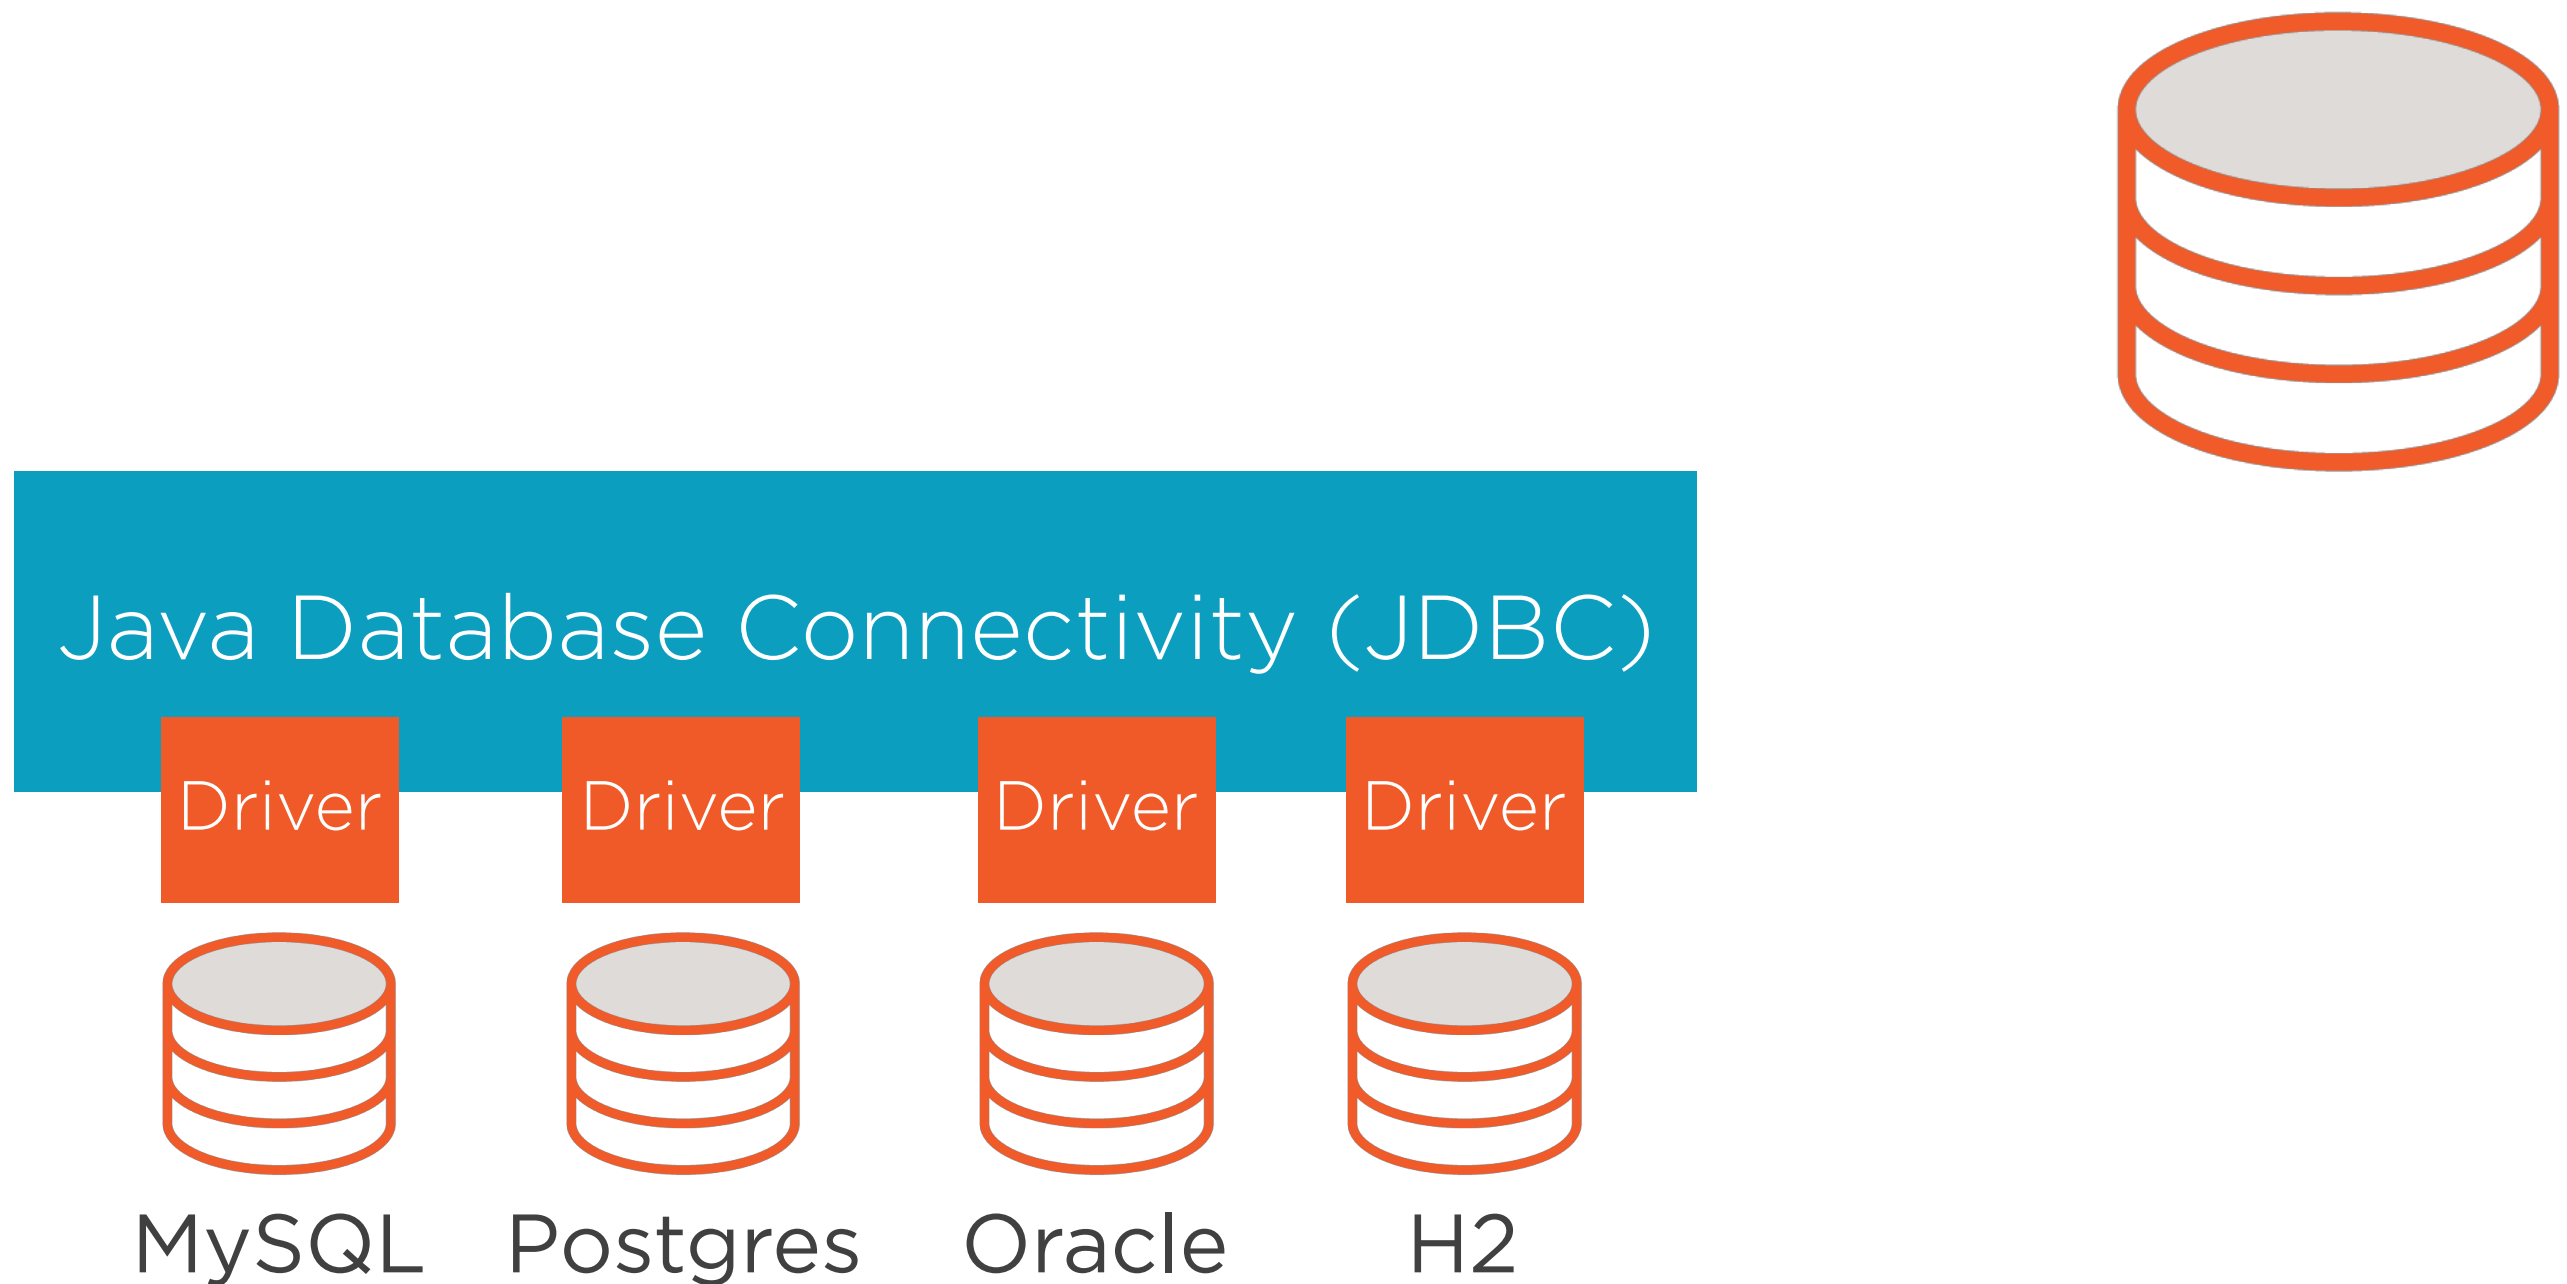 Java Database Connectivity (JDBC)
Driver Driver Driver Driver
MySQL Postgres Oracle H2